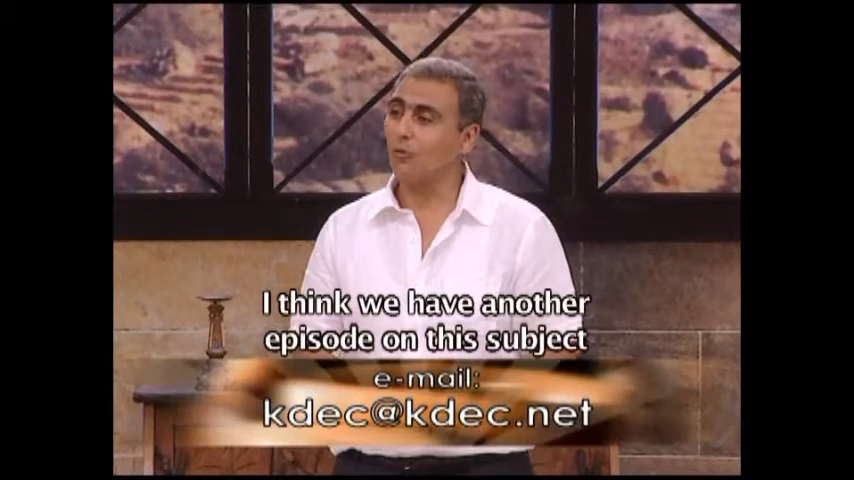 I think we have another
episode on this subject
e-mail:
kdec@kdec.net